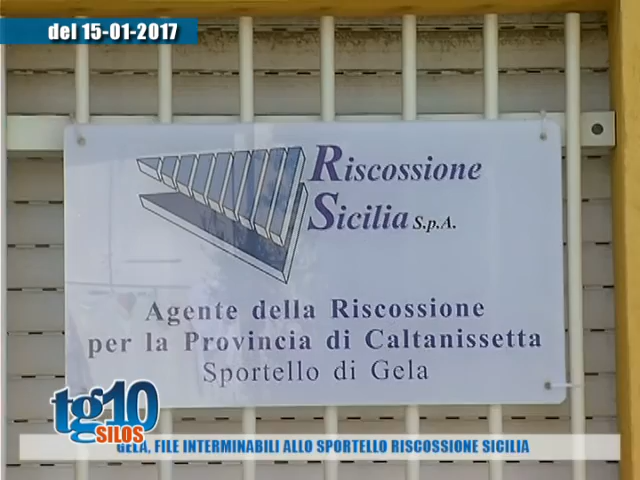 del 15-01-2017
Riscossione
Sicilia S.p.A.
Agente della Riscossione
per la Provincia di Caltanissetta
Sportello di Gela
tg10
SILOS
GELA, FILE INTERMINABILI ALLO SPORTELLO RISCOSSIONE SICILIA